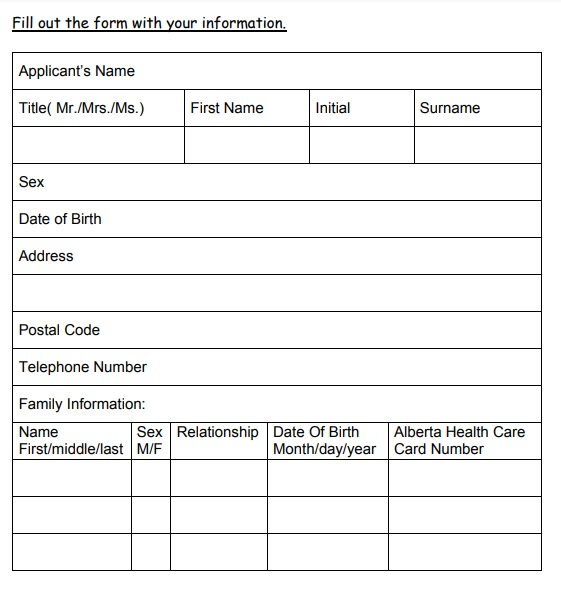 Fill out the form with your information.
Applicant's Name
Title( Mr./Mrs./Ms.) First Name Initial Surname
Sex
Date of Birth
Address
Postal Code
Telephone Number
Family Information:
Name Sex Relationship Date Of Birth Alberta Health Care
First/middle/last M/F Month/day/year Card Number